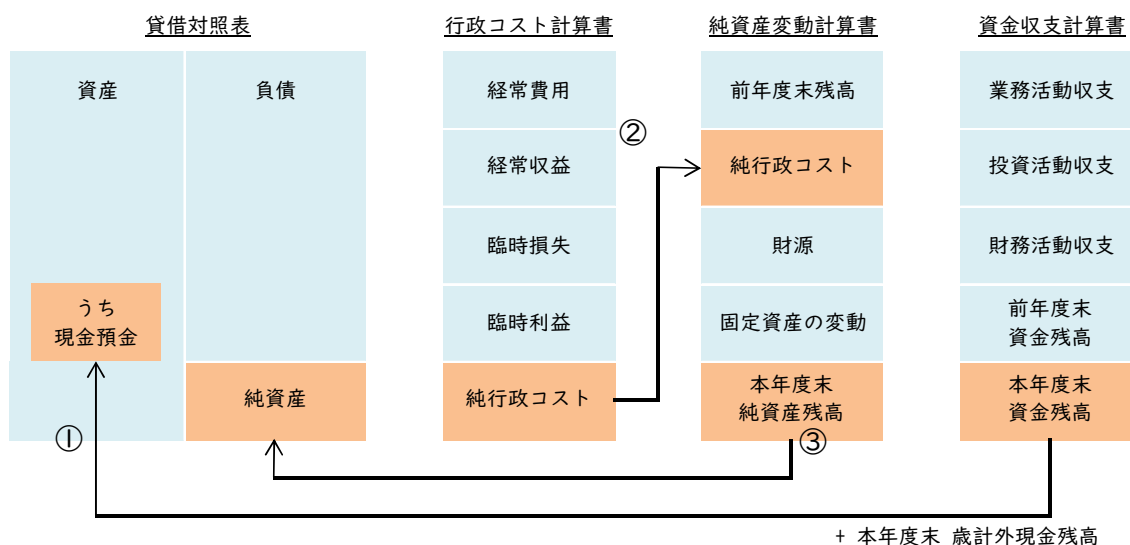 貸借対照表
資産
負債
うち
現金預金
純資産
①
行政コスト計算書
経常費用
経常収益
臨時損失
臨時利益
純行政コスト
②
純資産変動計算書
前年度末残高
純行政コスト
財源
固定資産の変動
本年度末
純資産残高
③
資金収支計算書
業務活動収支
投資活動収支
財務活動収支
前年度末
資金残高
本年度末
資金残高
+ 本年度末 歳計外現金残高